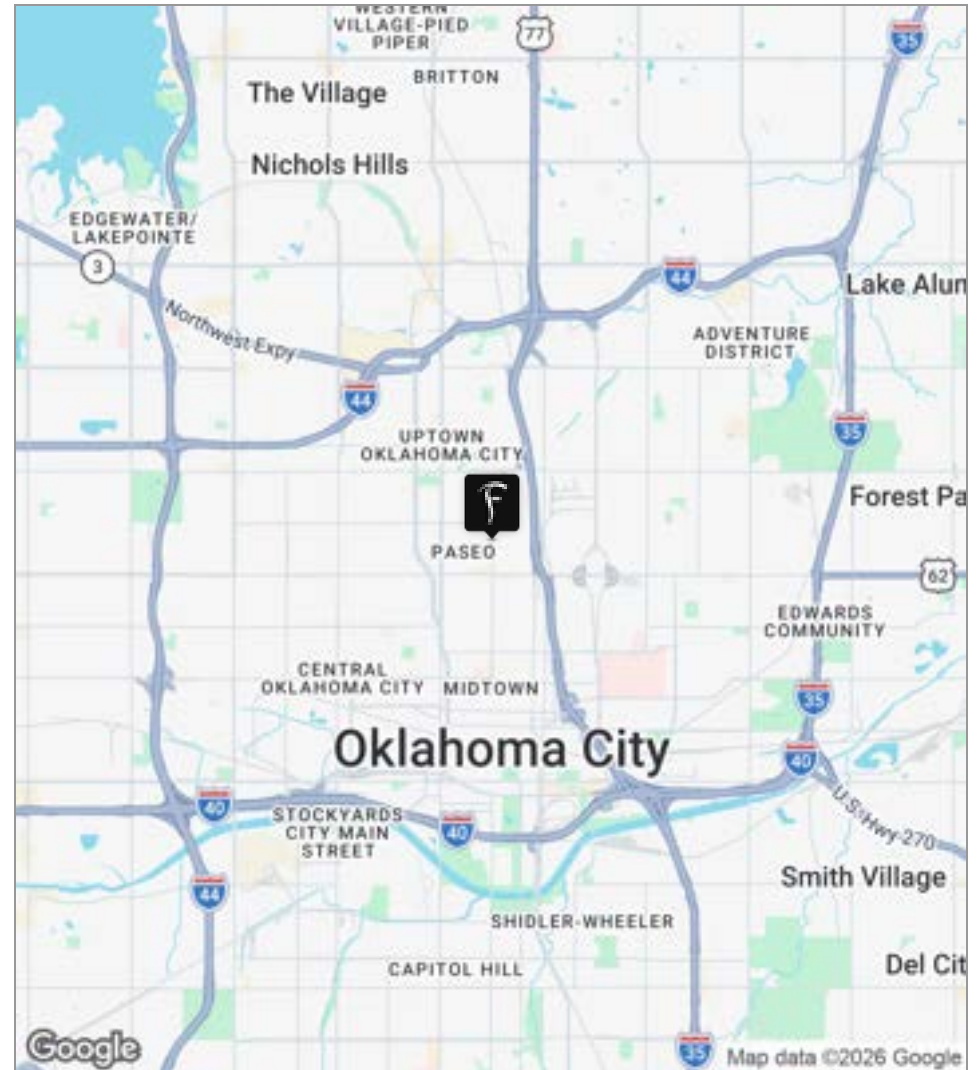 WESTERN
VILLAGE-PIED
PIPER
77
35
BRITTON
The Village
Nichols Hills
EDGEWATER/
LAKEPOINTE
3
44
Lake Alum
Northwest Expy
ADVENTURE
DISTRICT
44
35
UPTOWN
OKLAHOMA CITY
F
Forest Pa
PASEO
62
EDWARDS
COMMUNITY
CENTRAL
OKLAHOMA CITY
MIDTOWN
35
Oklahoma City
40
40
STOCKYARDS
CITY MAIN
STREET
40
U.S. Hwy 270
44
Smith Village
SHIDLER-WHEELER
CAPITOL HILL
Del Cit
Google
35
Map data ©2026 Google